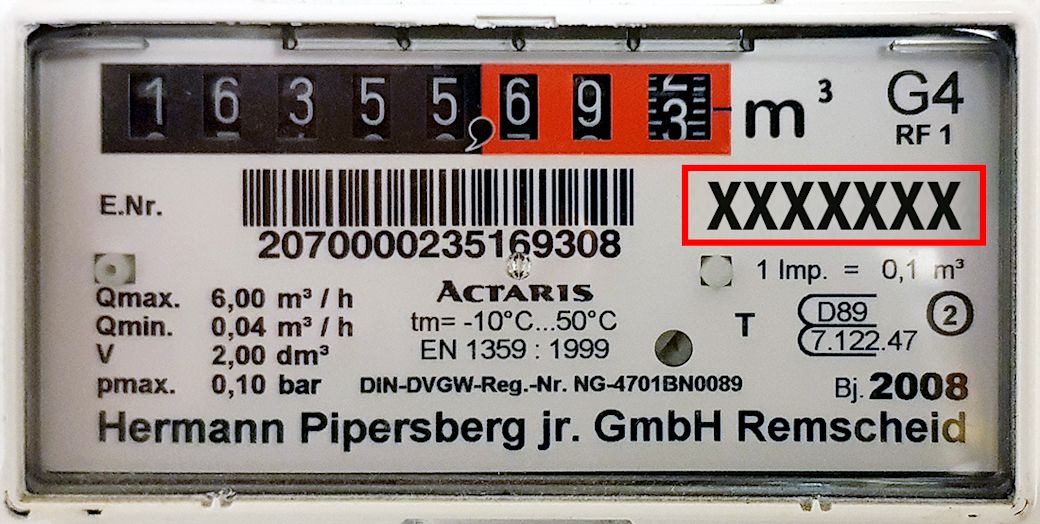 16355,693 m³
G4
RF 1
E.Nr.
XXXXXXX
2070000235169308
1 Imp. = 0,1 m³
Qmax. 6,00 m³ / h
Qmin. 0,04 m³ / h
V 2,00 dm³
pmax. 0,10 bar
ACTARIS
tm= -10°C...50°C
EN 1359 : 1999
DIN-DVGW-Reg.-Nr. NG-4701BN0089
T
D89
7.122.47
2
Bj. 2008
Hermann Pipersberg jr. GmbH Remscheid